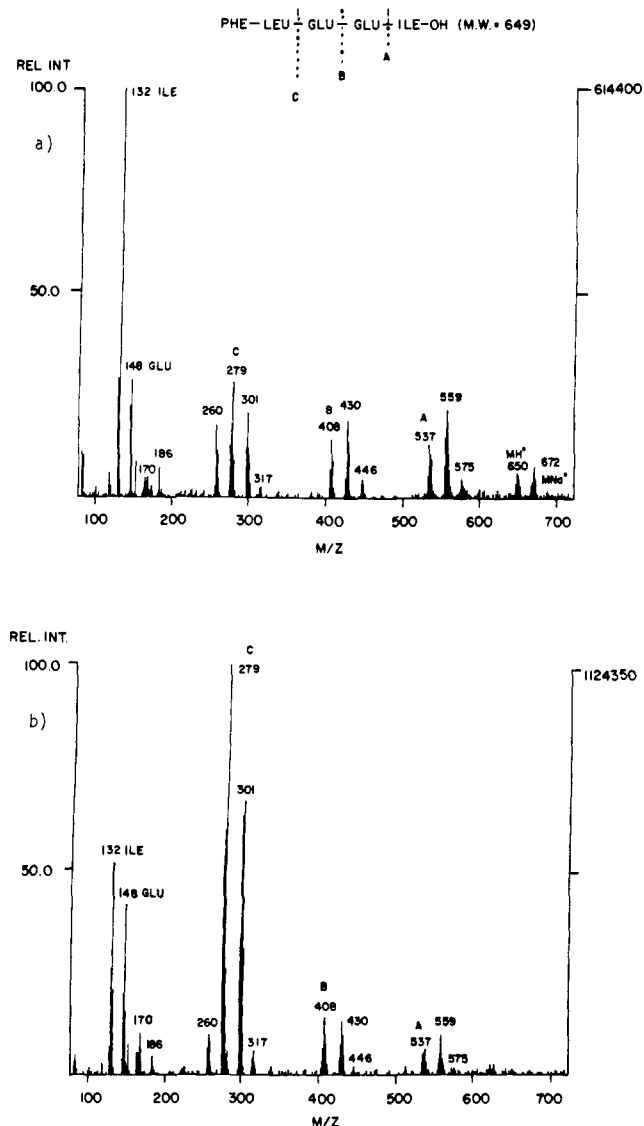 PHE-LEU-GLU-GLU-ILE-OH (M.W.=649)
A
B
C
REL INT
100.0
132 ILE
614400
a)
50.0
148 GLU
C
279
301
260
B
408
430
A
537
559
186
170
317
446
575
MH+
650
672
MNa+
100 200 300 400 500 600 700
M/Z
REL. INT.
100.0
C
279
1124350
b)
301
132 ILE
50.0
148 GLU
B
408
430
A
537
559
170
260
186
317
446
575
100 200 300 400 500 600 700
M/Z